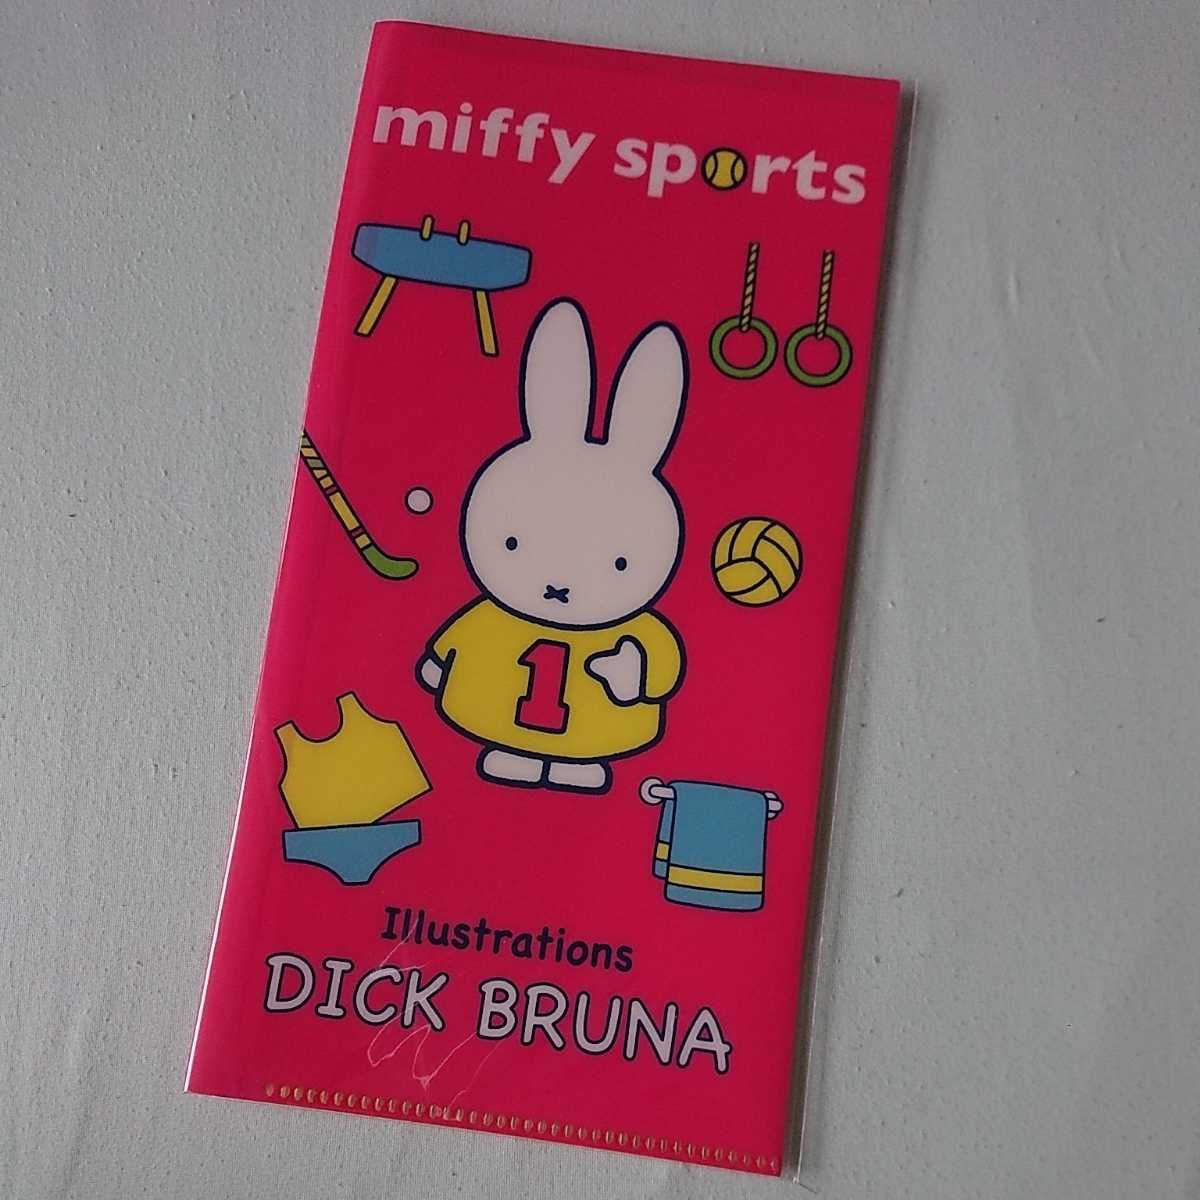 miffy sports
1
Illustrations
DICK BRUNA